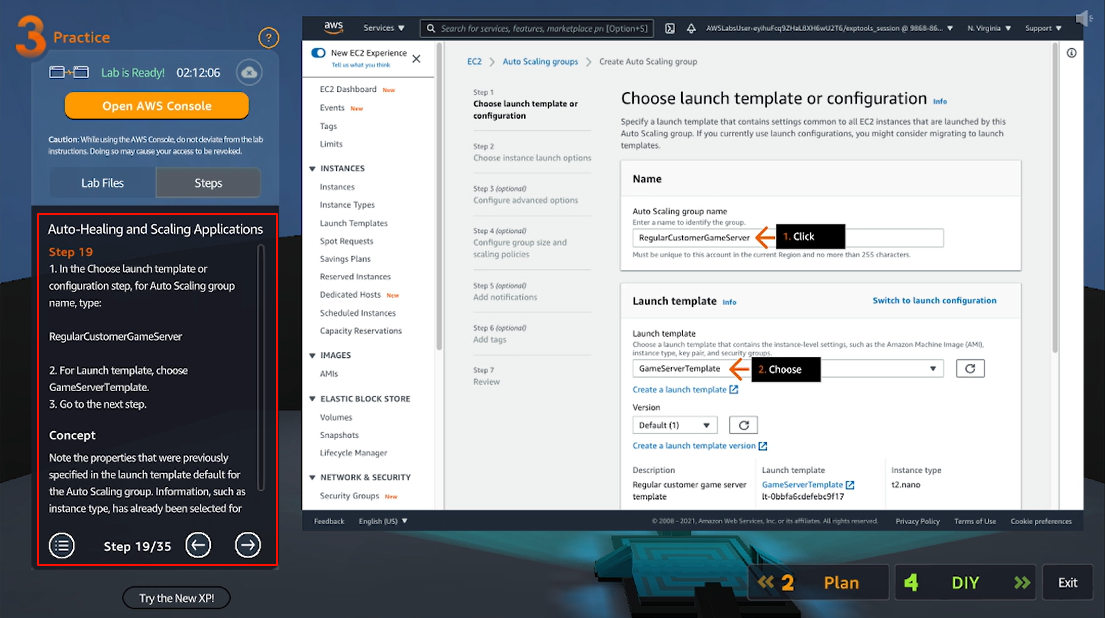 3 Practice
?
Lab is Ready! 02:12:06
Open AWS Console
Caution: While using the AWS Console, do not deviate from the lab
instructions. Doing so may cause your access to be revoked.
Lab Files
Steps
Auto-Healing and Scaling Applications
Step 19
1. In the Choose launch template or
configuration step, for Auto Scaling group
name, type:
RegularCustomerGameServer
2. For Launch template, choose
GameServerTemplate.
3. Go to the next step.
Concept
Note the properties that were previously
specified in the launch template default for
the Auto Scaling group. Information, such as
instance type, has already been selected for
Step 19/35
Try the New XP!
aws
Services
Search for services, features, marketplace pr [Option+S]
N. Virginia
Support
New EC2 Experience
Tell us what you think
EC2 Dashboard New
Events New
Tags
Limits
INSTANCES
Instances
Instance Types
Launch Templates
Spot Requests
Savings Plans
Reserved Instances
Dedicated Hosts New
Scheduled Instances
Capacity Reservations
IMAGES
AMIs
ELASTIC BLOCK STORE
Volumes
Snapshots
Lifecycle Manager
NETWORK & SECURITY
Security Groups New
EC2 > Auto Scaling groups > Create Auto Scaling group
Step 1
Choose launch template or
configuration
Step 2
Choose instance launch options
Step 3 (optional)
Configure advanced options
Step 4 (optional)
Configure group size and
scaling policies
Step 5 (optional)
Add notifications
Step 6 (optional)
Add tags
Step 7
Review
Choose launch template or configuration Info
Specify a launch template that contains settings common to all EC2 instances that are launched by this
Auto Scaling group. If you currently use launch configurations, you might consider migrating to launch
templates.
Name
Auto Scaling group name
Enter a name to identify the group.
RegularCustomerGameServer
1. Click
Must be unique to this account in the current Region and no more than 255 characters.
Launch template Info
Switch to launch configuration
Launch template
Choose a launch template that contains the instance-level settings, such as the Amazon Machine Image (AMI),
instance type, key pair, and security groups.
GameServerTemplate
2. Choose
Create a launch template
Version
Default (1)
Create a launch template version
Description
Regular customer game server
template
Launch template
GameServerTemplate
lt-0bbfa6cdefebc9f17
Instance type
t2.nano
Feedback
English (US)
© 2008 - 2021, Amazon Web Services, Inc. or its affiliates. All rights reserved.
Privacy Policy
Terms of Use
Cookie preferences
2 Plan
4 DIY
Exit